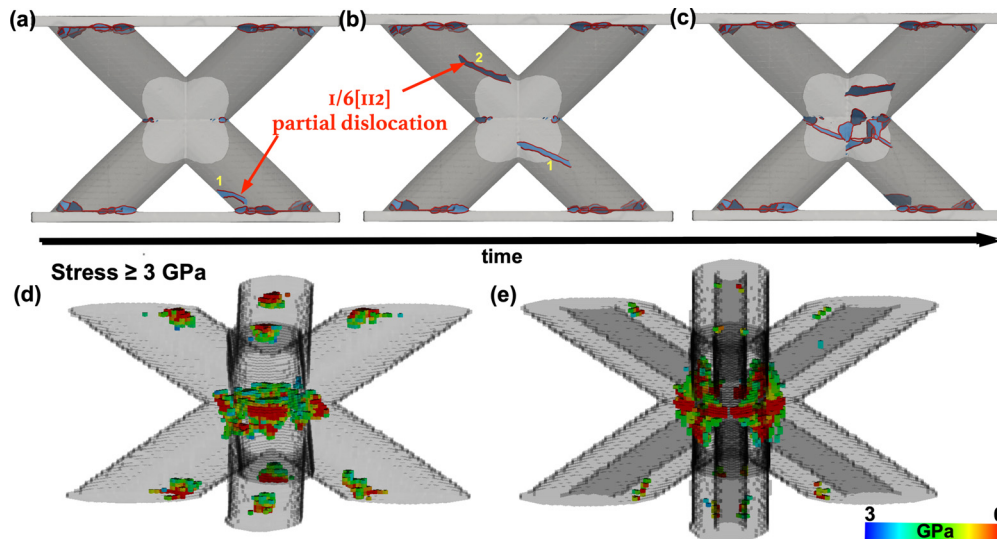 (a)
(b)
(c)
2
1/6[112]
partial dislocation
1
1
time
Stress ≥ 3 GPa
(d)
(e)
3
GPa